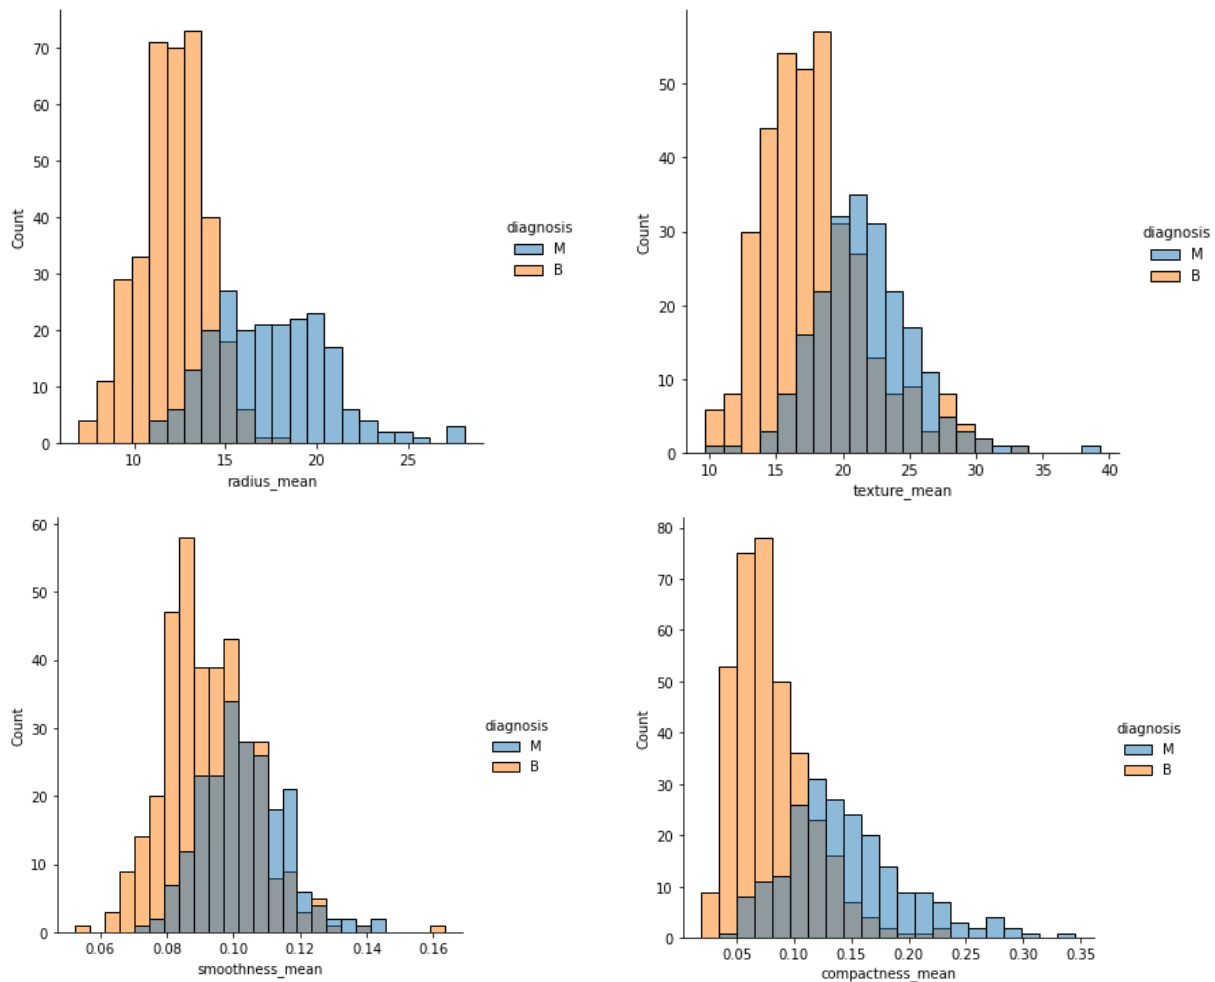 Count
70
60
50
40
30
20
10
0
10
15
20
25
radius_mean
diagnosis
M
B
Count
50
40
30
20
10
0
10
15
20
25
30
35
40
texture_mean
diagnosis
M
B
Count
60
50
40
30
20
10
0
0.06
0.08
0.10
0.12
0.14
0.16
smoothness_mean
diagnosis
M
B
Count
80
70
60
50
40
30
20
10
0
0.05
0.10
0.15
0.20
0.25
0.30
0.35
compactness_mean
diagnosis
M
B